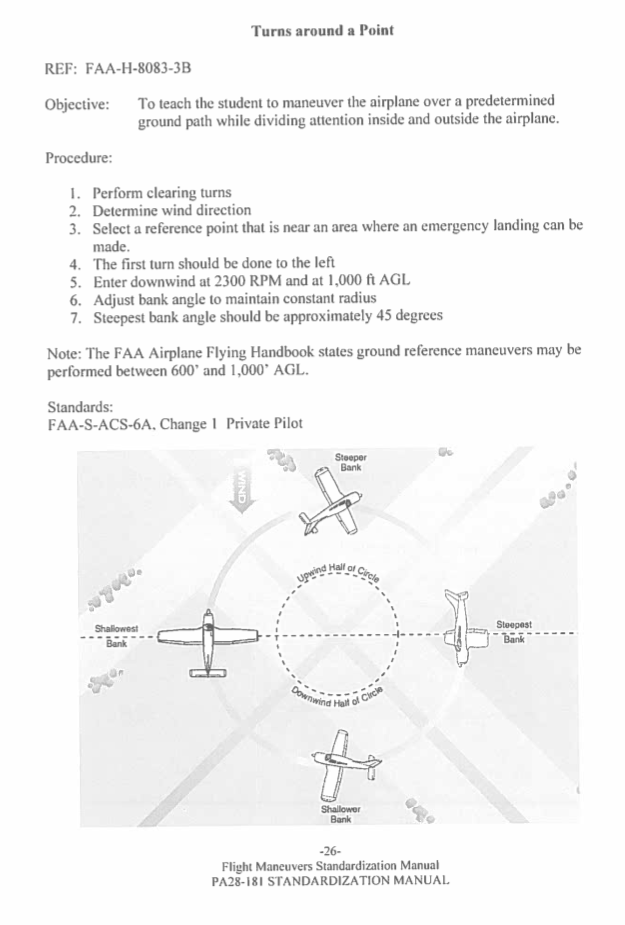 Turns around a Point
REF: FAA-H-8083-3B
Objective: To teach the student to maneuver the airplane over a predetermined
ground path while dividing attention inside and outside the airplane.
Procedure:
1. Perform clearing turns
2. Determine wind direction
3. Select a reference point that is near an area where an emergency landing can be
made.
4. The first turn should be done to the left
5. Enter downwind at 2300 RPM and at 1,000 ft AGL
6. Adjust bank angle to maintain constant radius
7. Steepest bank angle should be approximately 45 degrees
Note: The FAA Airplane Flying Handbook states ground reference maneuvers may be
performed between 600' and 1,000' AGL.
Standards:
FAA-S-ACS-6A, Change 1 Private Pilot
Steeper
Bank
WIND
Upwind Half of Circle
Shallowest
Bank
Steepest
Bank
Downwind Half of Circle
Shallower
Bank
-26-
Flight Maneuvers Standardization Manual
PA28-181 STANDARDIZATION MANUAL